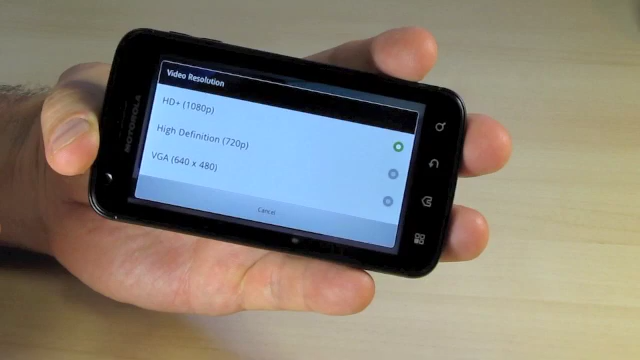 MOTOROLA
Video Resolution
HD+ (1080p)
High Definition (720p)
VGA (640 x 480)
Cancel